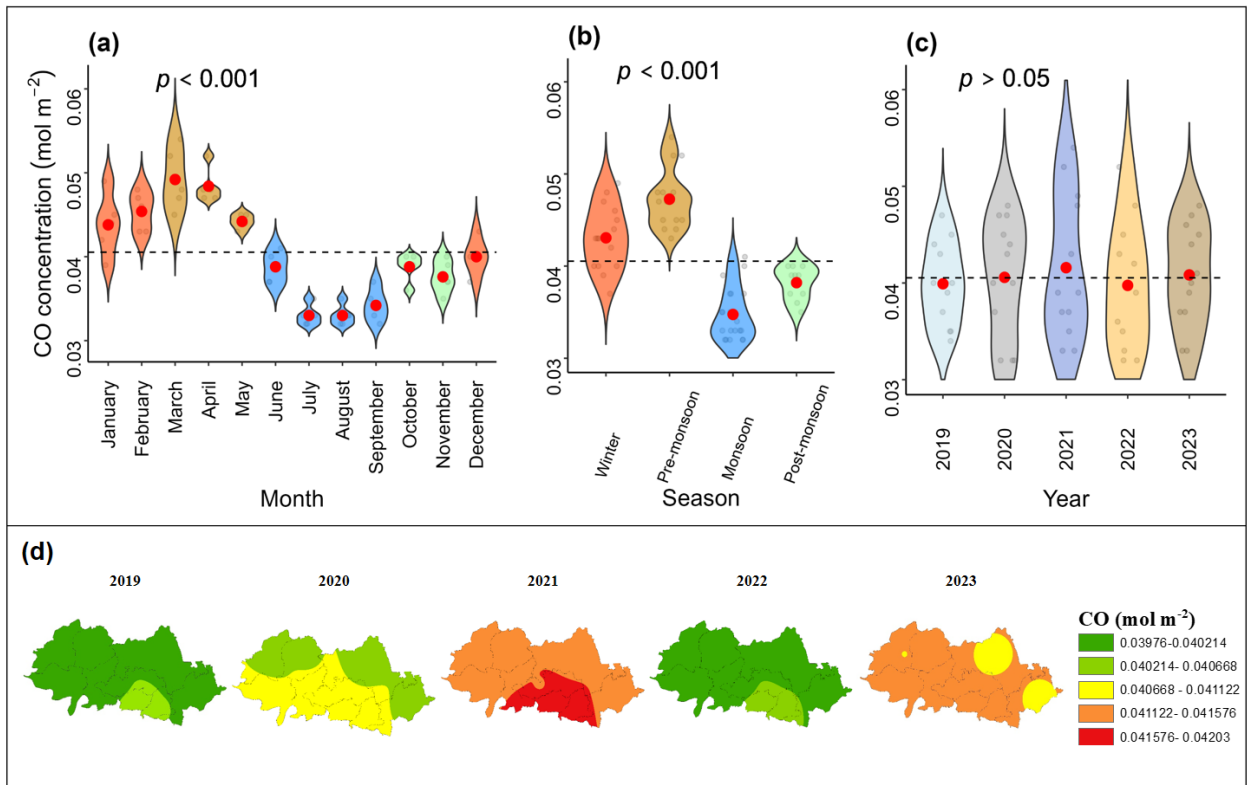 (a)
p < 0.001
CO concentration (mol m⁻²)
0.06
0.05
0.04
0.03
January
February
March
April
May
June
July
August
September
October
November
December
Month
(b)
p < 0.001
0.06
0.05
0.04
0.03
Winter
Pre-monsoon
Monsoon
Post-monsoon
Season
(c)
p > 0.05
0.06
0.05
0.04
0.03
2019
2020
2021
2022
2023
Year
(d)
2019
2020
2021
2022
2023
CO (mol m⁻²)
0.03976-0.040214
0.040214- 0.040668
0.040668 - 0.041122
0.041122- 0.041576
0.041576- 0.04203